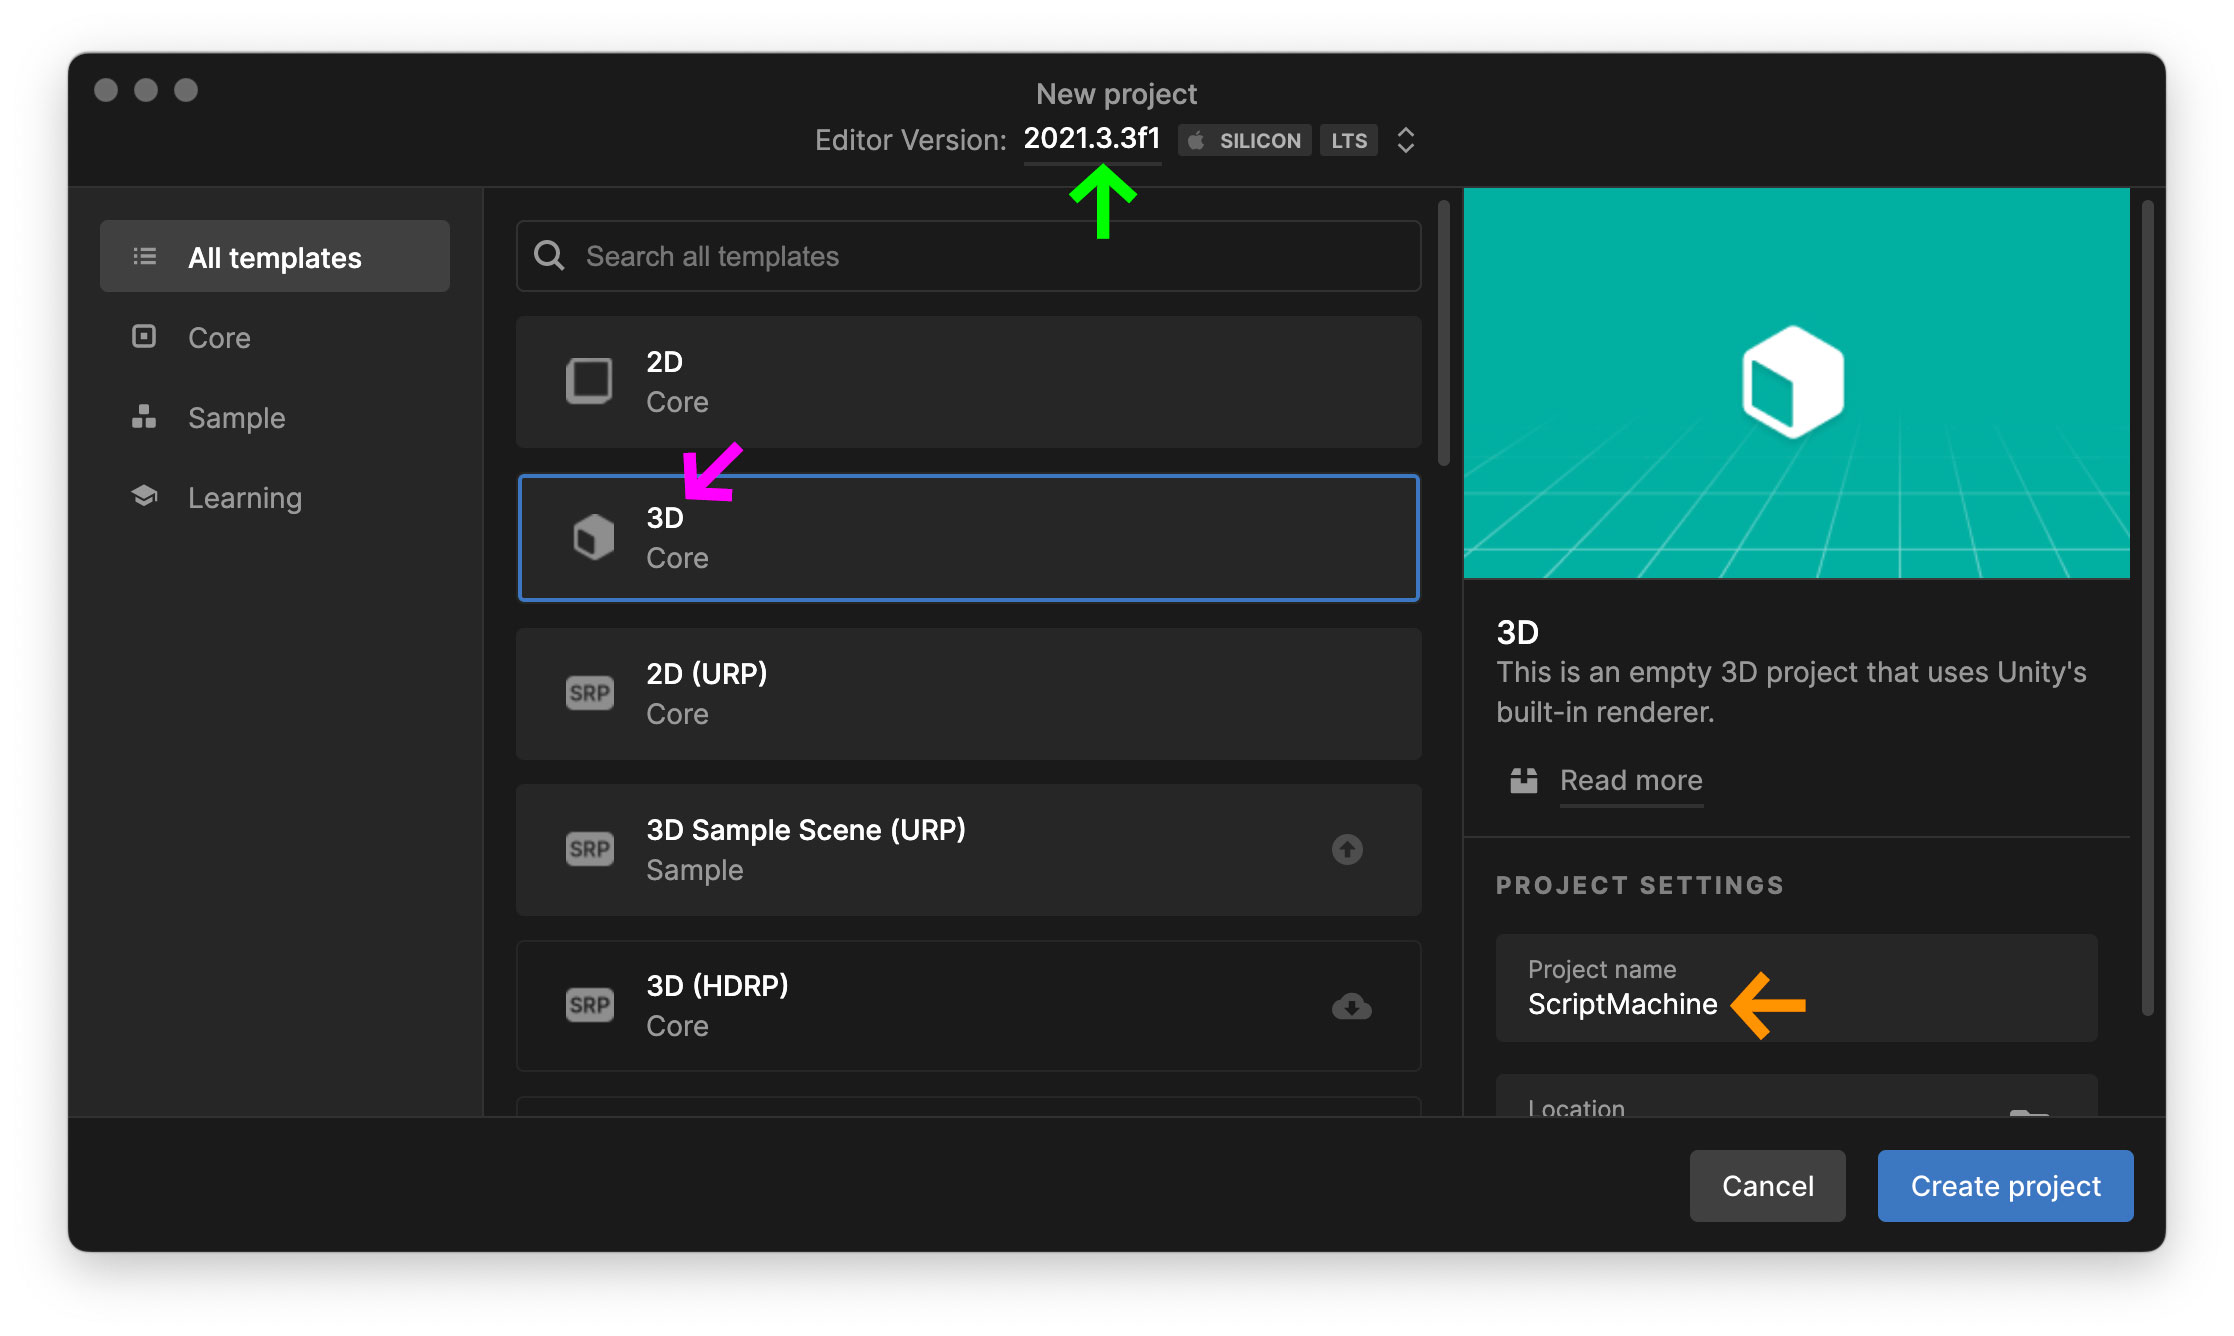 New project
Editor Version: 2021.3.3f1 SILICON LTS
All templates
Core
Sample
Learning
Search all templates
2D
Core
3D
Core
SRP
2D (URP)
Core
SRP
3D Sample Scene (URP)
Sample
SRP
3D (HDRP)
Core
3D
This is an empty 3D project that uses Unity's
built-in renderer.
Read more
PROJECT SETTINGS
Project name
ScriptMachine
Location
Cancel
Create project